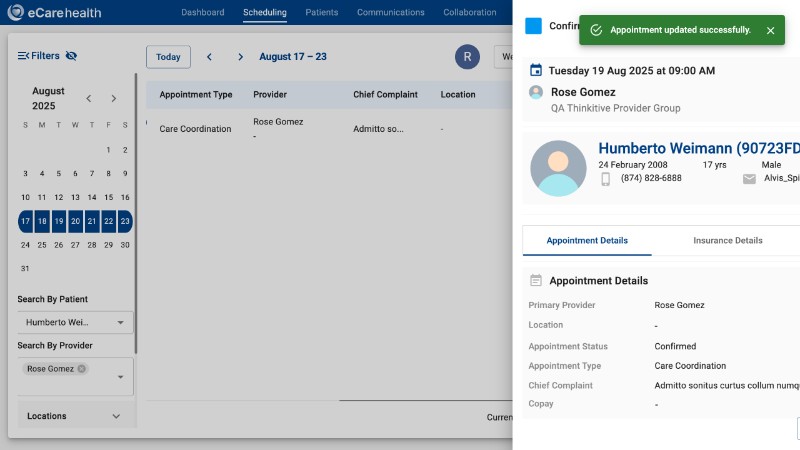 eCarehealth
Dashboard Scheduling Patients Communications Collaboration
Filters
Today August 17 – 23 R
August
2025
S M T W T F S
1 2
3 4 5 6 7 8 9
10 11 12 13 14 15 16
17 18 19 20 21 22 23
24 25 26 27 28 29 30
31
Search By Patient
Humberto Wei...
Search By Provider
Rose Gomez
Locations
Appointment Type Provider Chief Complaint Location
Care Coordination Rose Gomez
-
Admitto so... -
Appointment updated successfully.
Tuesday 19 Aug 2025 at 09:00 AM
Rose Gomez
QA Thinkitive Provider Group
Humberto Weimann (90723FD
24 February 2008 17 yrs Male
(874) 828-6888 Alvis_Spi
Appointment Details Insurance Details
Appointment Details
Primary Provider Rose Gomez
Location -
Appointment Status Confirmed
Appointment Type Care Coordination
Chief Complaint Admitto sonitus curtus collum numq
Copay -